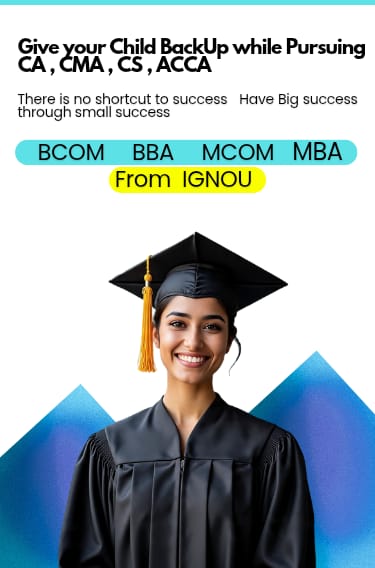 Give your Child BackUp while Pursuing
CA , CMA , CS , ACCA
There is no shortcut to success Have Big success
through small success
BCOM BBA MCOM MBA
From IGNOU